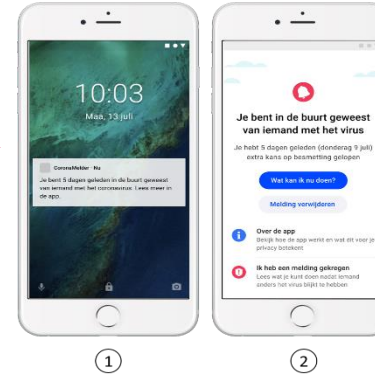 10:03
Maa, 13 juli
CoronaMelder · Nu
Je bent 5 dagen geleden in de buurt geweest
van iemand met het coronavirus. Lees meer in
de app.
1
Je bent in de buurt geweest
van iemand met het virus
Je hebt 5 dagen geleden (donderag 9 juli)
extra kans op besmetting gelopen
Wat kan ik nu doen?
Melding verwijderen
Over de app
Bekijk hoe de app werkt en wat dit voor je
privacy betekent
Ik heb een melding gekregen
Lees wat je kunt doen nadat iemand
anders het virus blijkt te hebben
2